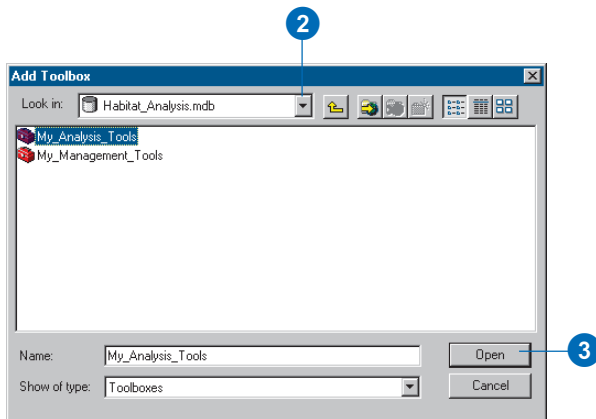 2
Add Toolbox
Look in: Habitat_Analysis.mdb
My_Analysis_Tools
My_Management_Tools
Name: My_Analysis_Tools Open 3
Show of type: Toolboxes Cancel